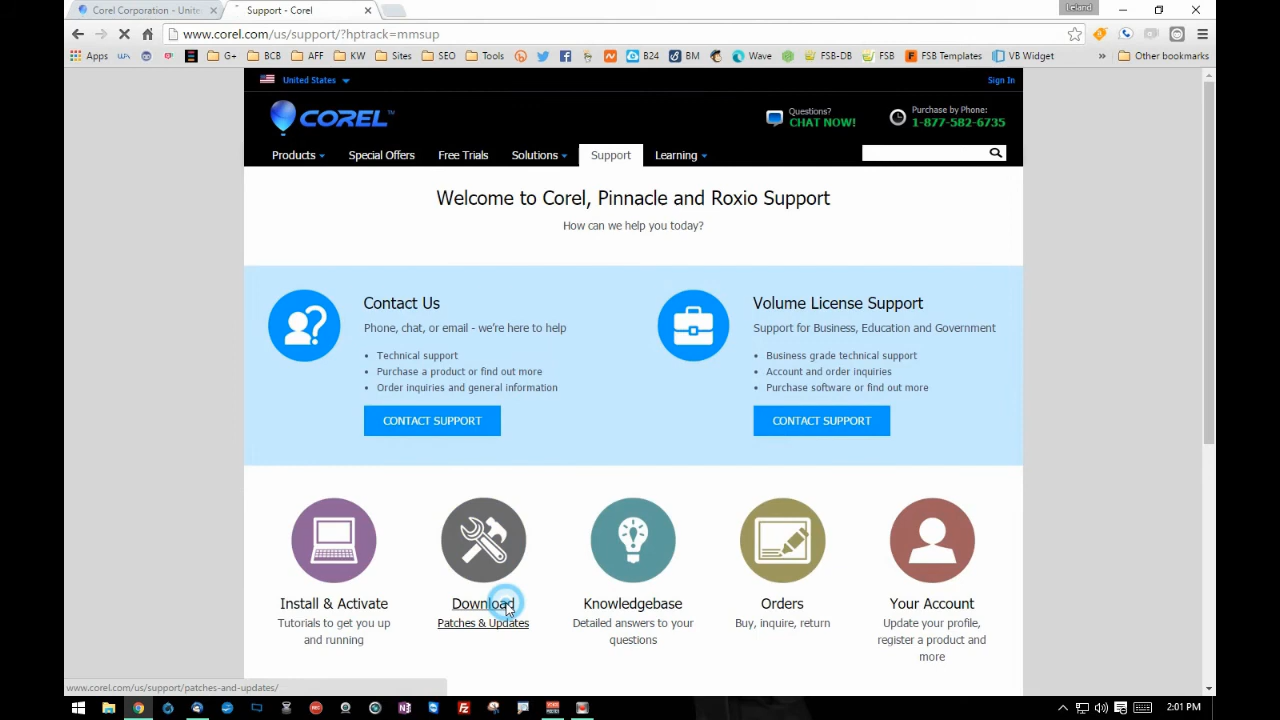 Corel Corporation - Unite
Support - Corel
Leland
www.corel.com/us/support/?hptrack=mmsup
Apps
G+
BCB
AFF
KW
Sites
SEO
Tools
B24
BM
Wave
FSB-DB
FSB
FSB Templates
VB Widget
»
Other bookmarks
United States
Sign In
COREL™
Questions?
CHAT NOW!
Purchase by Phone:
1-877-582-6735
Products
Special Offers
Free Trials
Solutions
Support
Learning
Welcome to Corel, Pinnacle and Roxio Support
How can we help you today?
Contact Us
Phone, chat, or email - we're here to help
• Technical support
• Purchase a product or find out more
• Order inquiries and general information
CONTACT SUPPORT
Volume License Support
Support for Business, Education and Government
• Business grade technical support
• Account and order inquiries
• Purchase software or find out more
CONTACT SUPPORT
Install & Activate
Tutorials to get you up
and running
Download
Patches & Updates
Knowledgebase
Detailed answers to your
questions
Orders
Buy, inquire, return
Your Account
Update your profile,
register a product and
more
www.corel.com/us/support/patches-and-updates/
2:01 PM